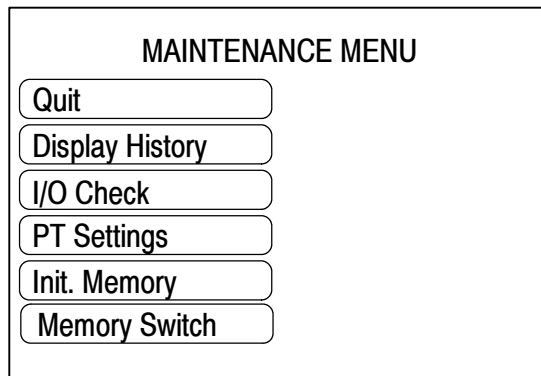 MAINTENANCE MENU
Quit
Display History
I/O Check
PT Settings
Init. Memory
Memory Switch